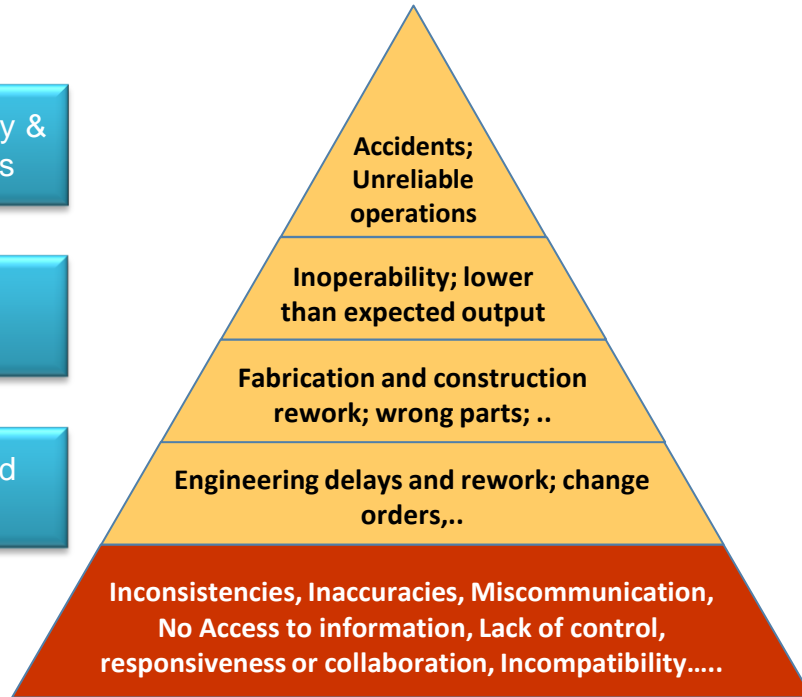 y &
s
d
Accidents;
Unreliable
operations
Inoperability; lower
than expected output
Fabrication and construction
rework; wrong parts; ..
Engineering delays and rework; change
orders,..
Inconsistencies, Inaccuracies, Miscommunication,
No Access to information, Lack of control,
responsiveness or collaboration, Incompatibility…..